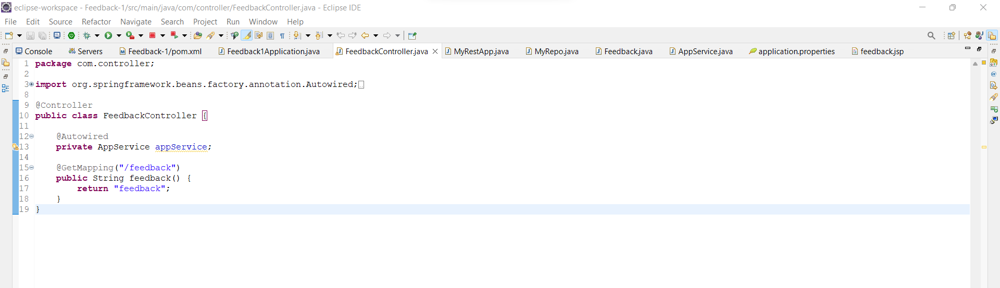 eclipse-workspace - Feedback-1/src/main/java/com/controller/FeedbackController.java - Eclipse IDE
File Edit Source Refactor Navigate Search Project Run Window Help
Console Servers Feedback-1/pom.xml Feedback1Application.java FeedbackController.java MyRestApp.java MyRepo.java Feedback.java AppService.java application.properties feedback.jsp
1 package com.controller;
2
3 import org.springframework.beans.factory.annotation.Autowired;
8
9 @Controller
10 public class FeedbackController {
11
12 @Autowired
13 private AppService appService;
14
15 @GetMapping("/feedback")
16 public String feedback() {
17 return "feedback";
18 }
19 }